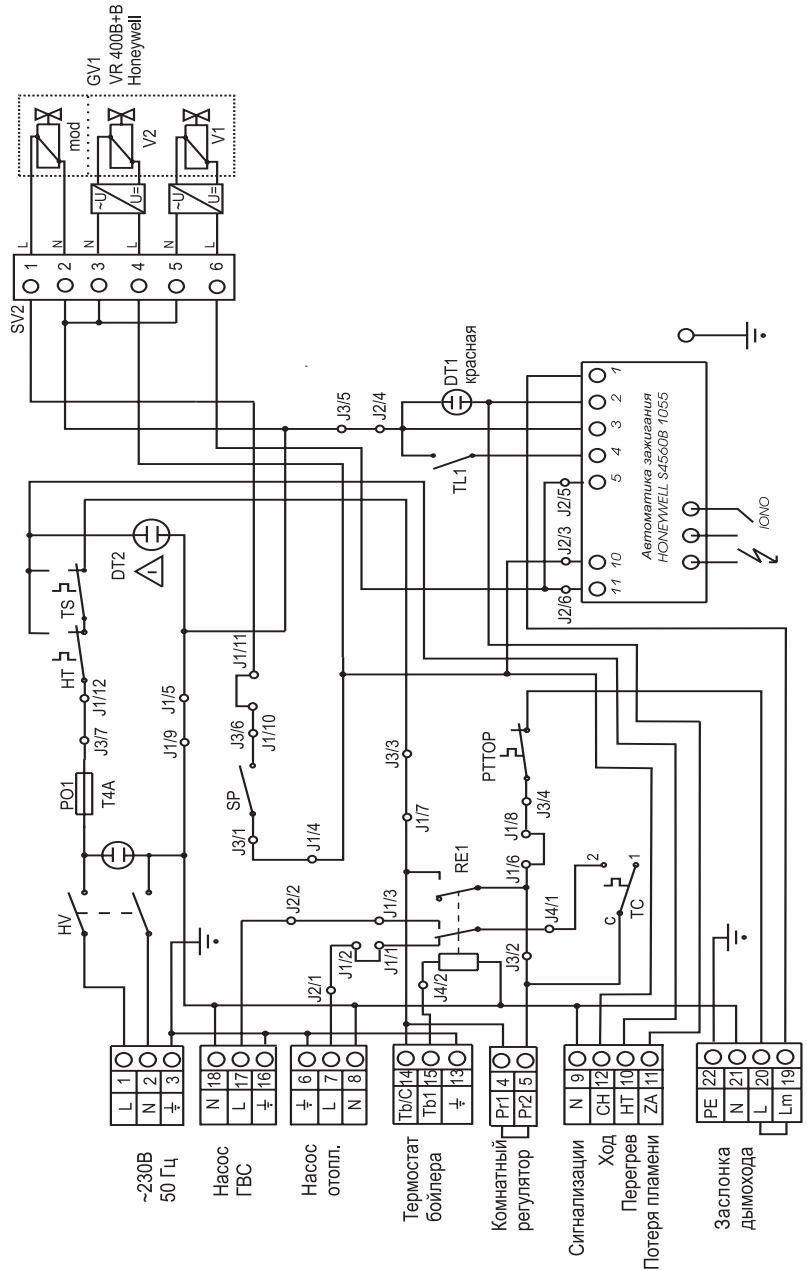 GV1
VR 400B+B
Honeywell
mod
V2
V1
~U
U=
~U
U=
L
N
N
L
N
L
SV2
1
2
3
4
5
6
DT1
красная
J3/5
J2/4
TL1
J2/5
J2/3
J2/6
1
2
3
4
5
10
11
Автоматика зажигания
HONEYWELL S4560B 1055
IONO
DT2
TS
HT
J1/12
J3/7
PO1
T4A
HV
J1/5
J1/9
J1/11
J3/6
J1/10
SP
J3/1
J1/4
J3/3
J1/7
РТТОР
J3/4
J1/8
J1/6
RE1
J2/2
J1/3
J1/2
J1/1
J2/1
J4/2
J3/2
J4/1
2
1
C
TC
~230В
50 Гц
L 1
N 2
3
Насос
ГВС
N 18
L 17
16
Насос
отопл.
6
L 7
N 8
Термостат
бойлера
Tb/C 14
Tb1 15
13
Комнатный
регулятор
Pr1 4
Pr2 5
Сигнализации
Ход
Перегрев
Потеря пламени
N 9
CH 12
HT 10
ZA 11
Заслонка
дымохода
PE 22
N 21
L 20
Lm 19